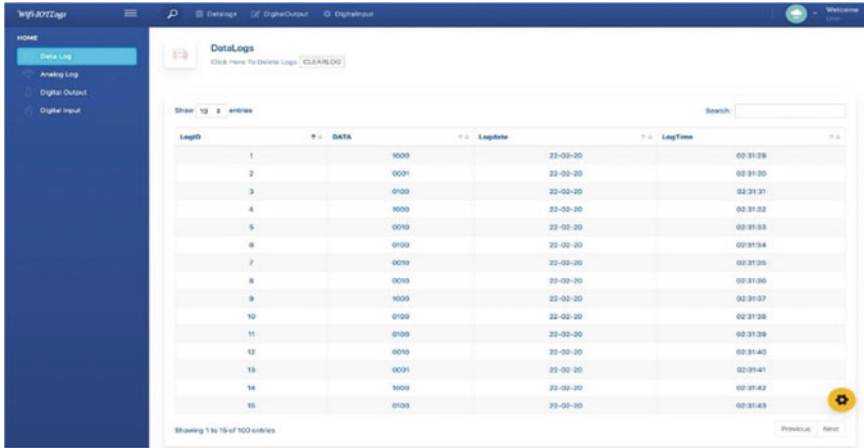 Wifi-IOTLogs
Datalogs DigitalOutput DigitalInput
Welcome
HOME
Data Log
Analog Log
Digital Output
Digital Input
DataLogs
Click Here To Delete Logs CLEARLOG
Show 10 entries
Search:
LogID DATA Logdate LogTime
1 1000 22-02-20 02:31:29
2 0001 22-02-20 02:31:30
3 0100 22-02-20 02:31:31
4 1000 22-02-20 02:31:32
5 0010 22-02-20 02:31:33
6 0100 22-02-20 02:31:34
7 0010 22-02-20 02:31:35
8 0010 22-02-20 02:31:36
9 1000 22-02-20 02:31:37
10 0100 22-02-20 02:31:38
11 0100 22-02-20 02:31:39
12 0010 22-02-20 02:31:40
13 0001 22-02-20 02:31:41
14 1000 22-02-20 02:31:42
15 0100 22-02-20 02:31:43
Showing 1 to 15 of 100 entries
Previous Next